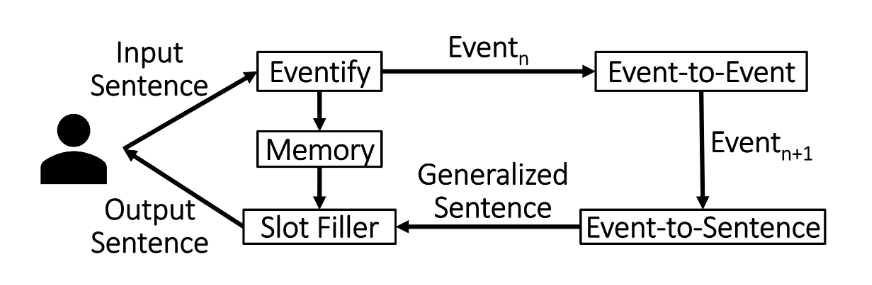 Input
Sentence
Eventify
Event_n
Event-to-Event
Memory
Event_n+1
Generalized
Sentence
Output
Sentence
Slot Filler
Event-to-Sentence